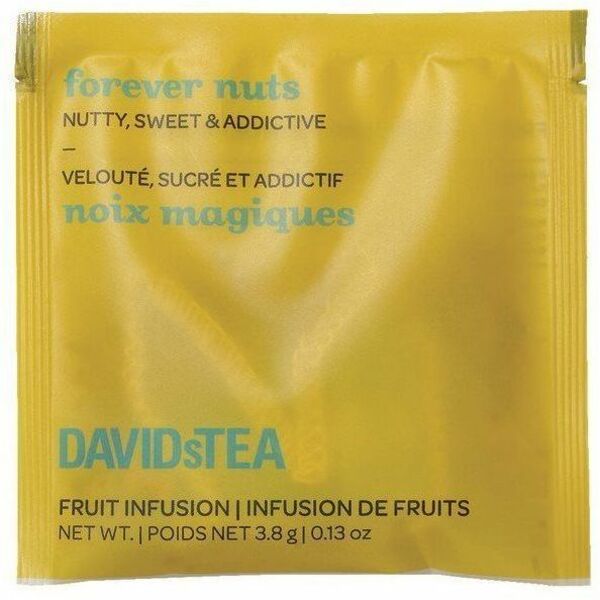 forever nuts
NUTTY, SWEET & ADDICTIVE
–
VELOUTÉ, SUCRÉ ET ADDICTIF
noix magiques
DAVIDsTEA
FRUIT INFUSION | INFUSION DE FRUITS
NET WT. | POIDS NET 3.8 g | 0.13 oz